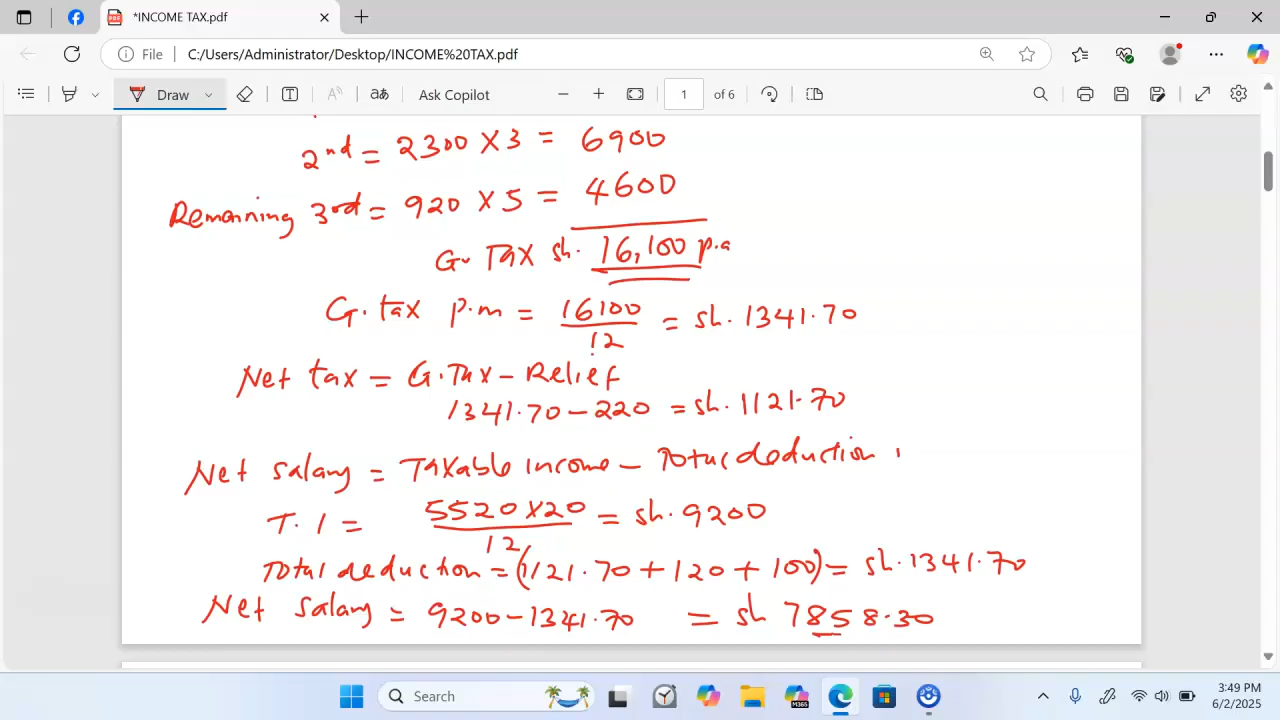 *INCOME TAX.pdf
File C:/Users/Administrator/Desktop/INCOME%20TAX.pdf
Draw Ask Copilot 1 of 6
2nd = 2300 X 3 = 6900
Remaining 3rd = 920 X 5 = 4600
G. Tax sh. 16,100 p.a
G. tax p.m = 16100 = sh. 1341.70
12
Net tax = G. Tax - Relief
1341.70 - 220 = sh. 1121.70
Net salary = Taxable income - Total deduction
T. I = 5520 X 20 = sh. 9200
12
Total deduction = (1121.70 + 120 + 100) = sh. 1341.70
Net salary = 9200 - 1341.70 = sh 7858.30
Search M365 3:49 PM
6/2/2025